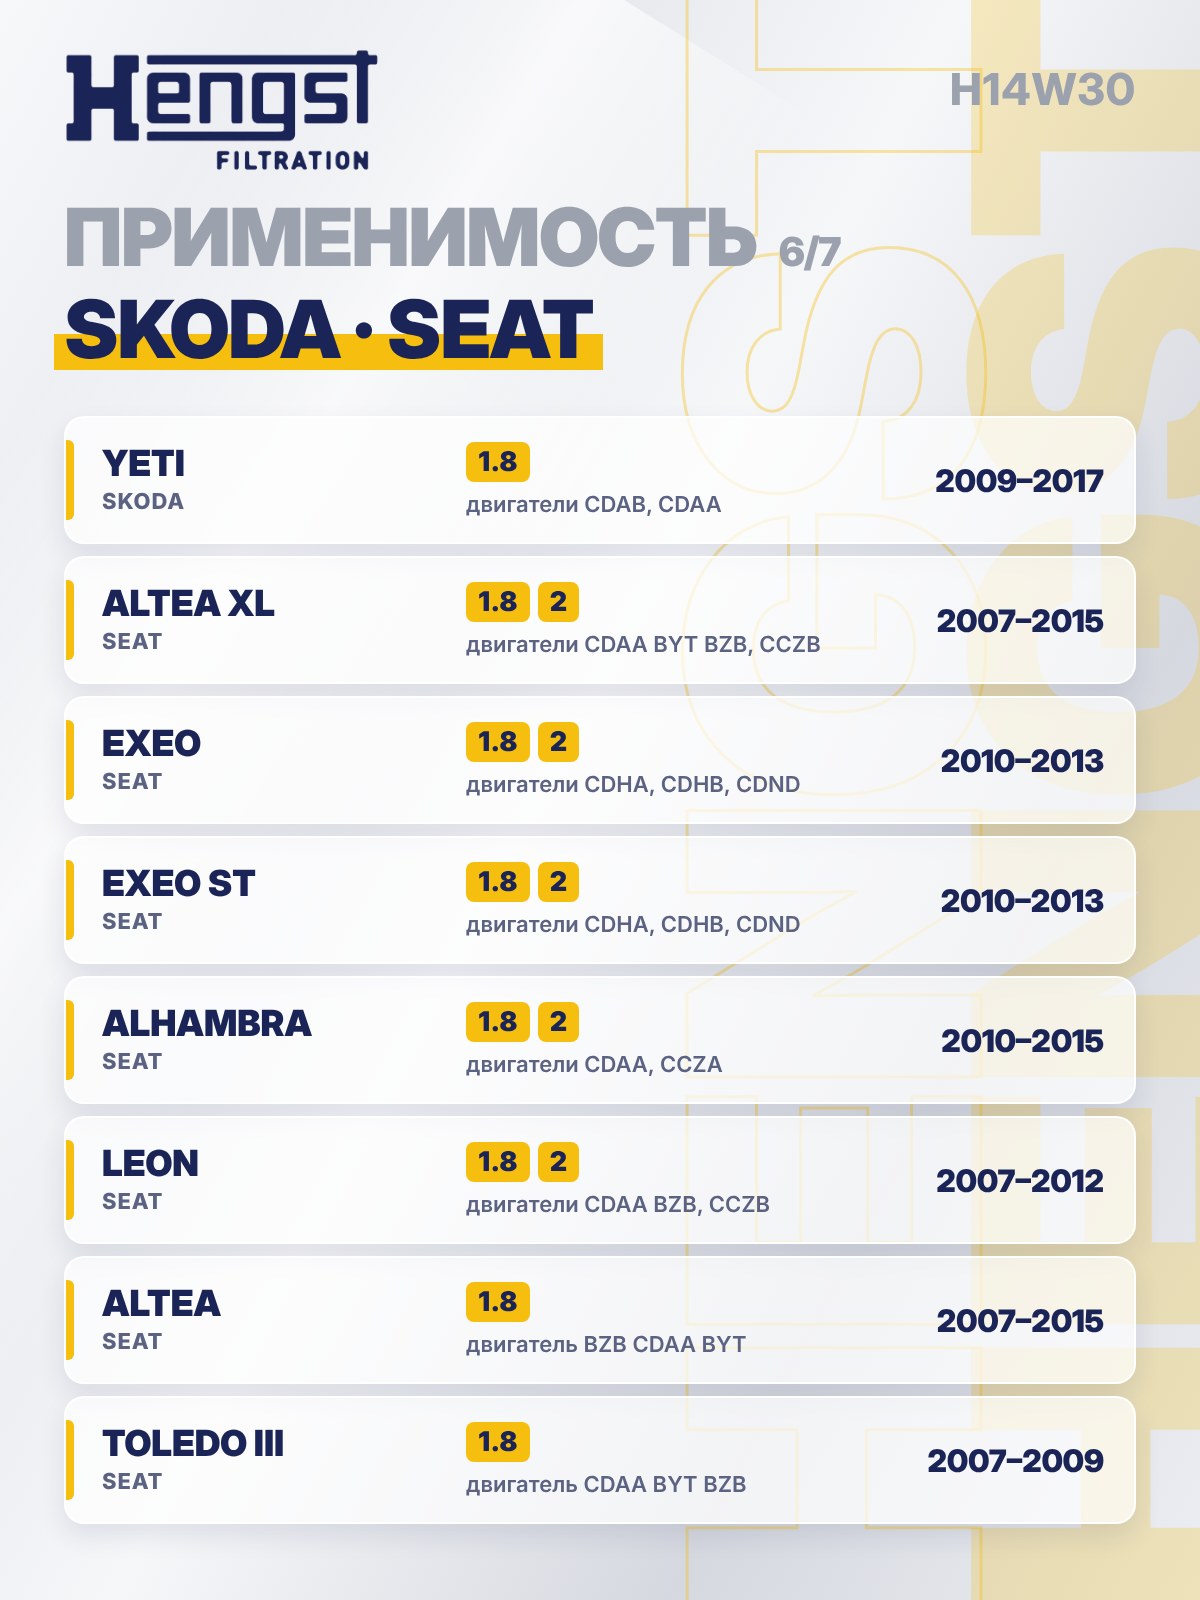 Hengst
FILTRATION
H14W30
ПРИМЕНИМОСТЬ 6/7
SKODA · SEAT
YETI
SKODA
1.8
двигатели CDAB, CDAA
2009–2017
ALTEA XL
SEAT
1.8 2
двигатели CDAA BYT BZB, CCZB
2007–2015
EXEO
SEAT
1.8 2
двигатели CDHA, CDHB, CDND
2010–2013
EXEO ST
SEAT
1.8 2
двигатели CDHA, CDHB, CDND
2010–2013
ALHAMBRA
SEAT
1.8 2
двигатели CDAA, CCZA
2010–2015
LEON
SEAT
1.8 2
двигатели CDAA BZB, CCZB
2007–2012
ALTEA
SEAT
1.8
двигатель BZB CDAA BYT
2007–2015
TOLEDO III
SEAT
1.8
двигатель CDAA BYT BZB
2007–2009
HENGST
HENGST